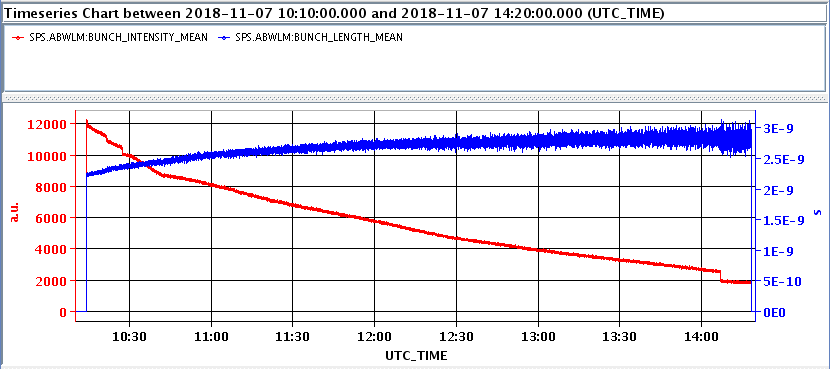 Timeseries Chart between 2018-11-07 10:10:00.000 and 2018-11-07 14:20:00.000 (UTC_TIME)
SPS.ABWLM:BUNCH_INTENSITY_MEAN SPS.ABWLM:BUNCH_LENGTH_MEAN
12000
10000
8000
6000
4000
2000
0
a.u.
3E-9
2.5E-9
2E-9
1.5E-9
1E-9
5E-10
0E0
s
10:30 11:00 11:30 12:00 12:30 13:00 13:30 14:00
UTC_TIME